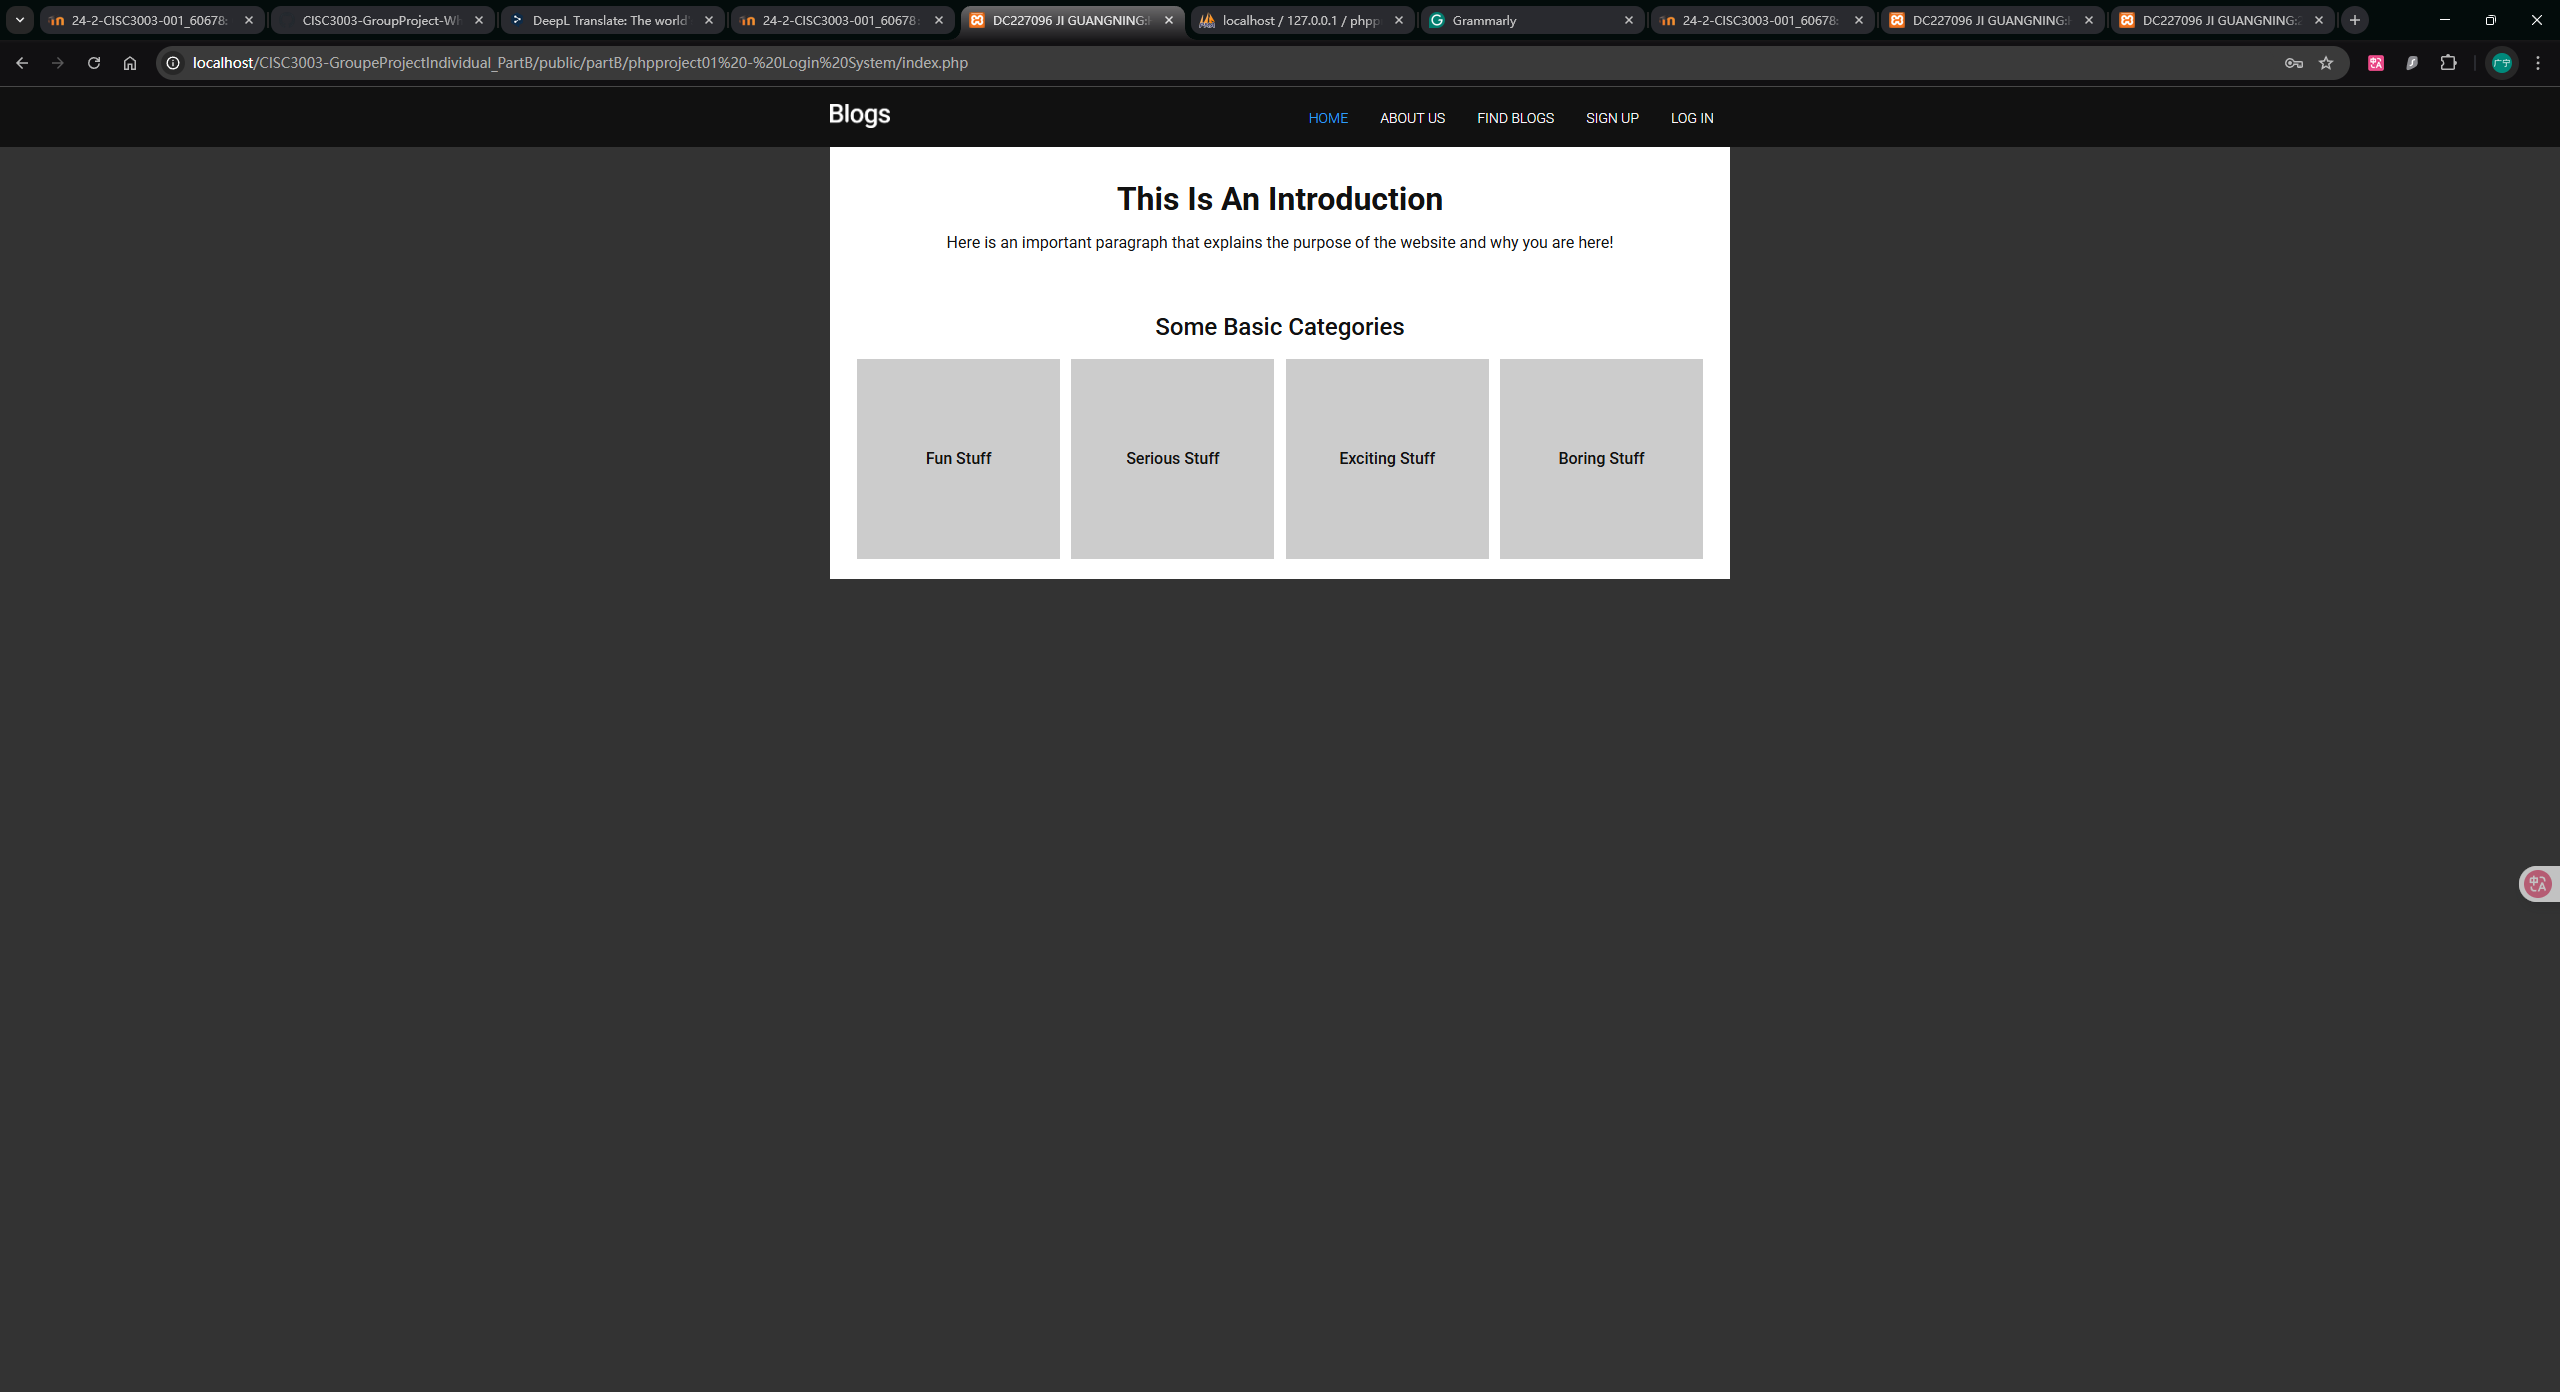 24-2-CISC3003-001_60678: CISC3003-GroupProject-Wh DeepL Translate: The world' 24-2-CISC3003-001_60678: DC227096 JI GUANGNING: localhost / 127.0.0.1 / phpp Grammarly 24-2-CISC3003-001_60678: DC227096 JI GUANGNING: DC227096 JI GUANGNING:
localhost/CISC3003-GroupeProjectIndividual_PartB/public/partB/phpproject01%20-%20Login%20System/index.php
广宁
Blogs HOME ABOUT US FIND BLOGS SIGN UP LOG IN
This Is An Introduction
Here is an important paragraph that explains the purpose of the website and why you are here!
Some Basic Categories
Fun Stuff Serious Stuff Exciting Stuff Boring Stuff